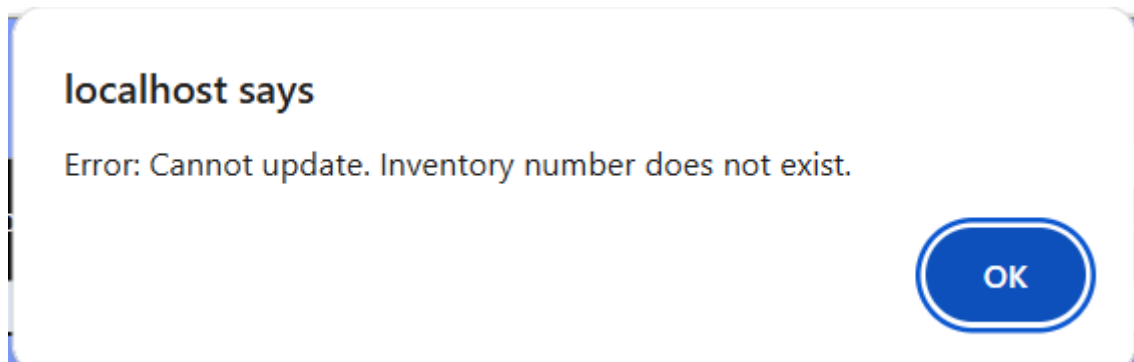 localhost says
Error: Cannot update. Inventory number does not exist.
OK